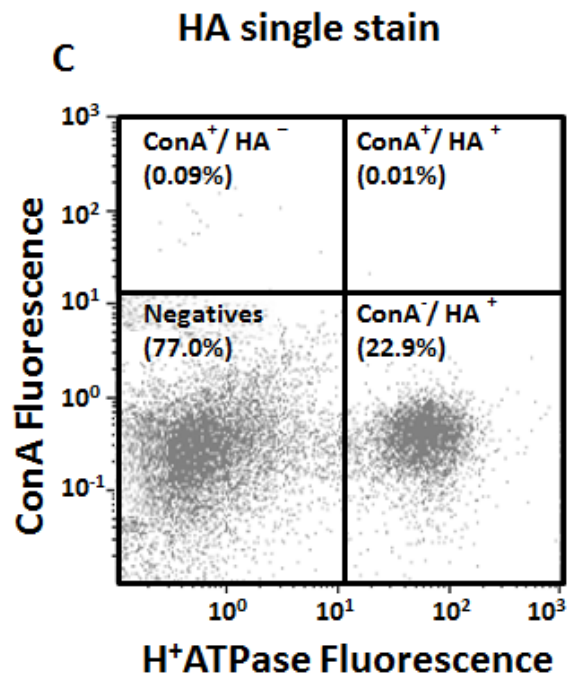 HA single stain
C
ConA⁺/ HA ⁻
(0.09%)
ConA⁺/ HA ⁺
(0.01%)
Negatives
(77.0%)
ConA⁻/ HA ⁺
(22.9%)
ConA Fluorescence
10³
10²
10¹
10⁰
10⁻¹
10⁰
10¹
10²
10³
H⁺ATPase Fluorescence